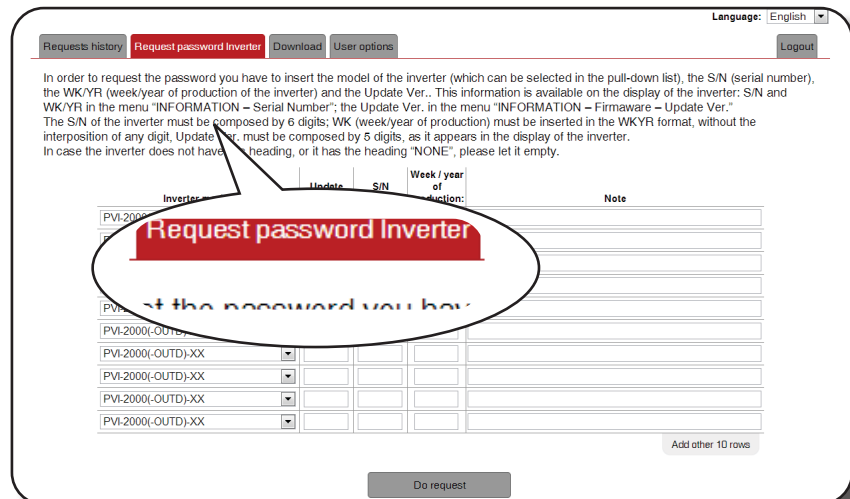 Language: English
Requests history Request password Inverter Download User options Logout
In order to request the password you have to insert the model of the inverter (which can be selected in the pull-down list), the S/N (serial number),
the WK/YR (week/year of production of the inverter) and the Update Ver.. This information is available on the display of the inverter: S/N and
WK/YR in the menu “INFORMATION – Serial Number”; the Update Ver. in the menu “INFORMATION – Firmaware – Update Ver.”
The S/N of the inverter must be composed by 6 digits; WK (week/year of production) must be inserted in the WKYR format, without the
interposition of any digit, Update Ver. must be composed by 5 digits, as it appears in the display of the inverter.
In case the inverter does not have heading, or it has the heading “NONE”, please let it empty.
Week / year
Update S/N of
Inverter Note
Request password Inverter
the password you
PVI-2000(-OUTD)-XX
PVI-2000(-OUTD)-XX
PVI-2000(-OUTD)-XX
PVI-2000(-OUTD)-XX
Add other 10 rows
Do request